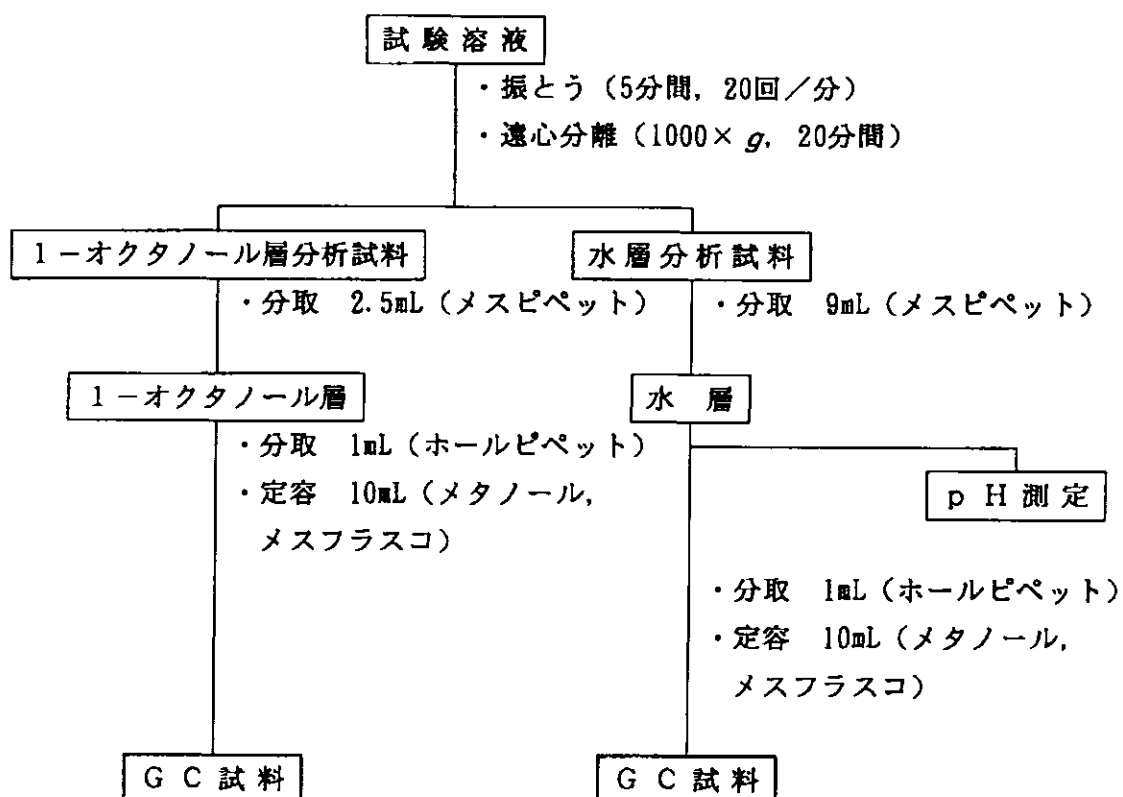 試験溶液
・振とう（5分間，20回／分）
・遠心分離（1000×g，20分間）
1－オクタノール層分析試料
水層分析試料
・分取　2.5mL（メスピペット）
・分取　9mL（メスピペット）
1－オクタノール層
水　層
・分取　1mL（ホールピペット）
・定容　10mL（メタノール，
メスフラスコ）
pH測定
・分取　1mL（ホールピペット）
・定容　10mL（メタノール，
メスフラスコ）
GC試料
GC試料